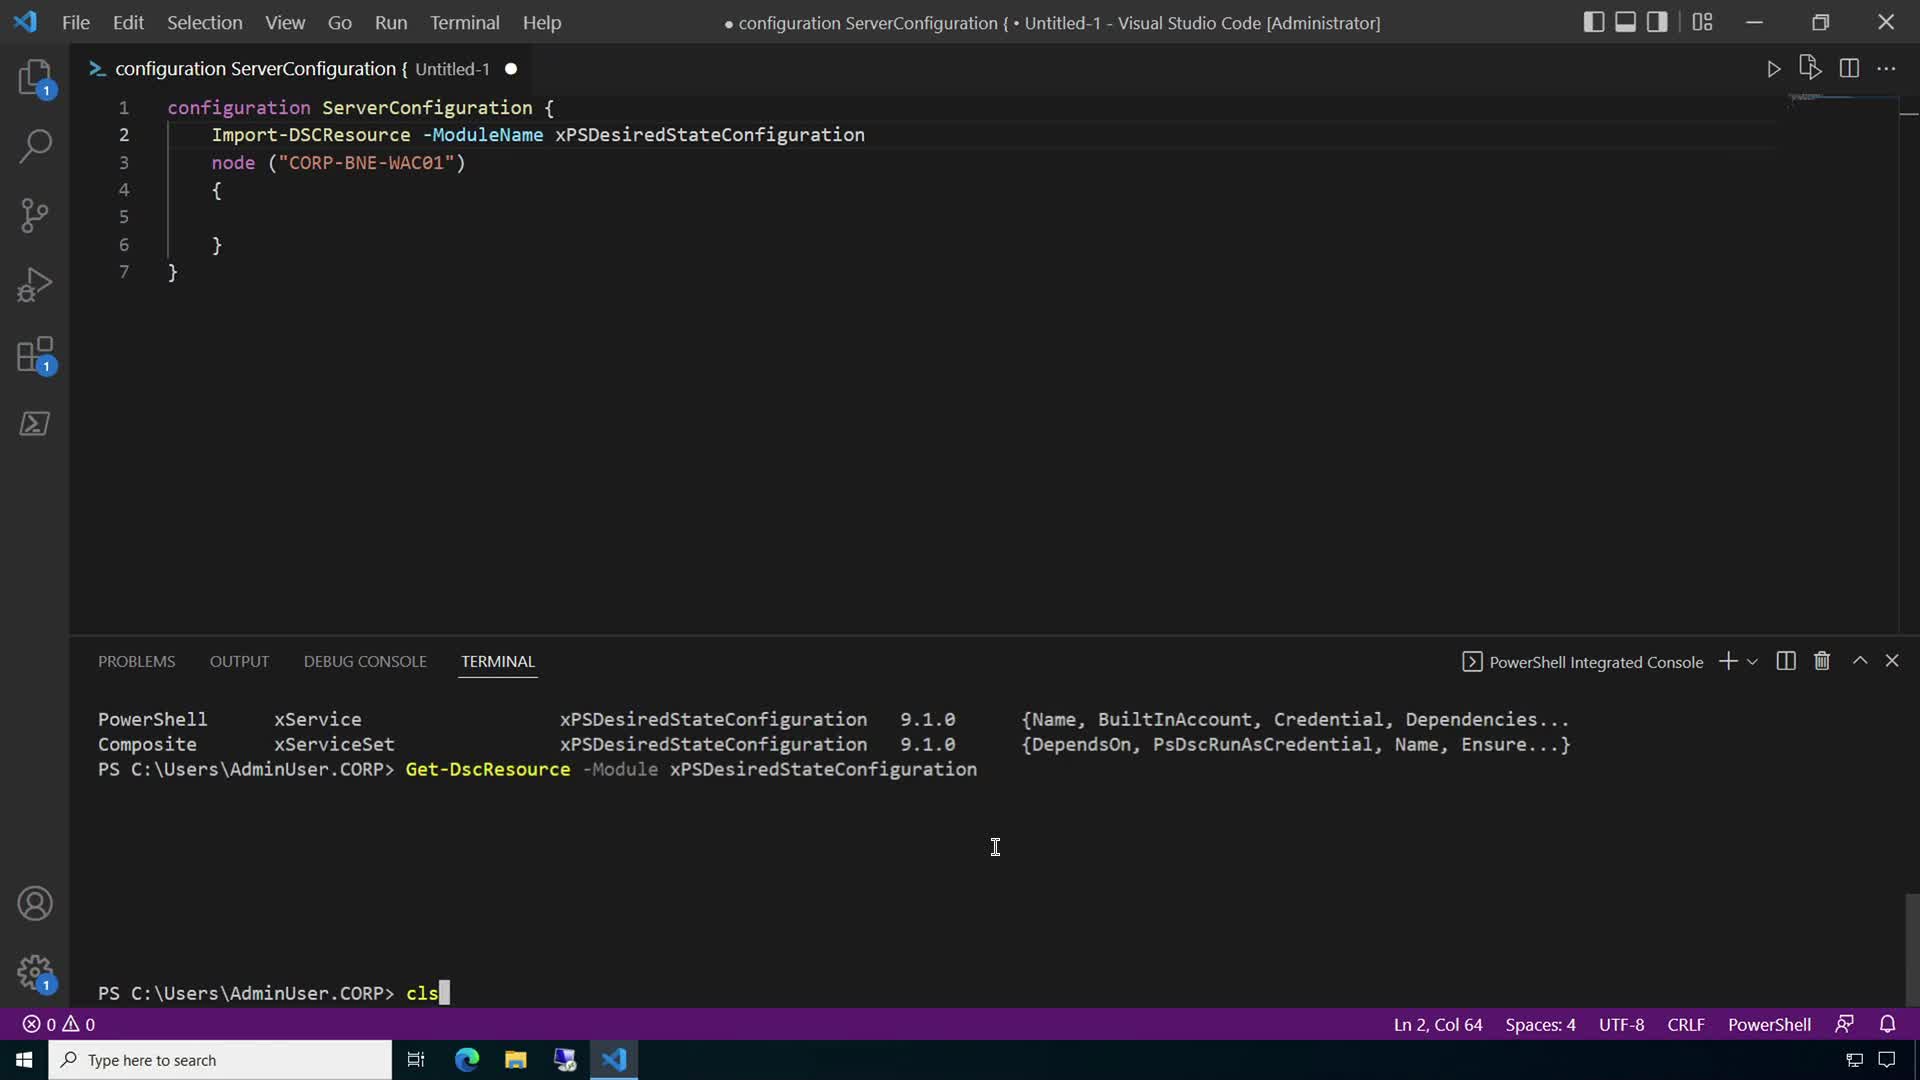 File Edit Selection View Go Run Terminal Help
● configuration ServerConfiguration { • Untitled-1 - Visual Studio Code [Administrator]
configuration ServerConfiguration { Untitled-1 ●
1 configuration ServerConfiguration {
2 Import-DSCResource -ModuleName xPSDesiredStateConfiguration
3 node ("CORP-BNE-WAC01")
4 {
5
6 }
7 }
1
1
1
PROBLEMS OUTPUT DEBUG CONSOLE TERMINAL
PowerShell Integrated Console
PowerShell xService xPSDesiredStateConfiguration 9.1.0 {Name, BuiltInAccount, Credential, Dependencies...
Composite xServiceSet xPSDesiredStateConfiguration 9.1.0 {DependsOn, PsDscRunAsCredential, Name, Ensure...}
PS C:\Users\AdminUser.CORP> Get-DscResource -Module xPSDesiredStateConfiguration
PS C:\Users\AdminUser.CORP> cls
0 0
Ln 2, Col 64 Spaces: 4 UTF-8 CRLF PowerShell
Type here to search